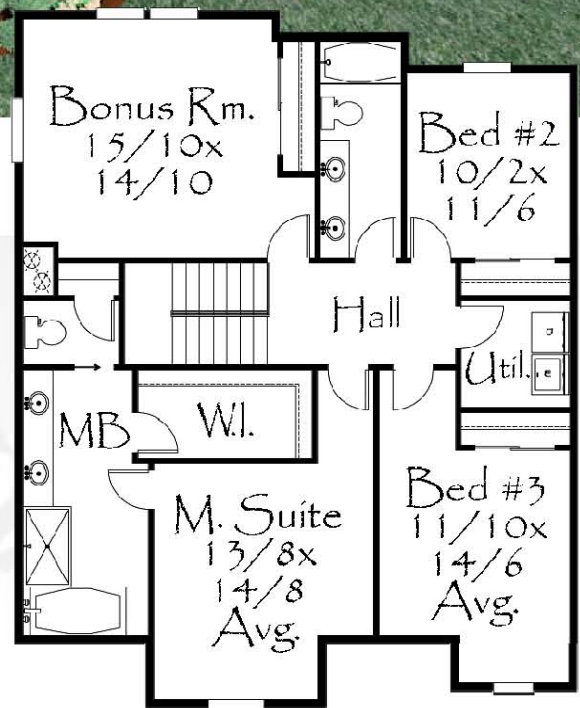 Bonus Rm.
15/10x
14/10
Bed #2
10/2x
11/6
Hall
Util.
MB
W.I.
M. Suite
13/8x
14/8
Avg.
Bed #3
11/10x
14/6
Avg.